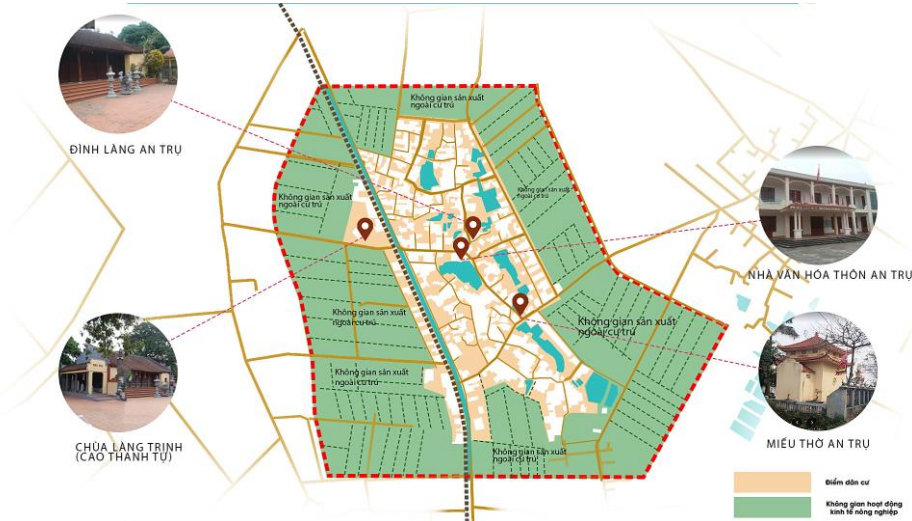 ĐÌNH LÀNG AN TRỤ
Không gian sản xuất
ngoài cư trú
Không gian sản xuất
ngoài cư trú
Không gian sản xuất
ngoài cư trú
NHÀ VĂN HÓA THÔN AN TRỤ
Không gian sản xuất
ngoài cư trú
Không gian sản xuất
ngoài cư trú
Không gian sản xuất
ngoài cư trú
CHÙA LÀNG TRỊNH
(CAO THANH TỰ)
MIẾU THỜ AN TRỤ
Không gian sản xuất
ngoài cư trú
Điểm dân cư
Không gian hoạt động
kinh tế nông nghiệp